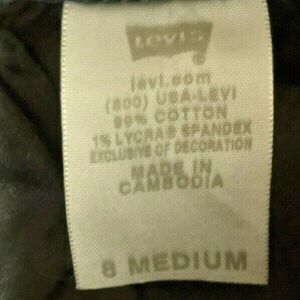 LEVI'S
®
levi.com
(800) USA-LEVI
99% COTTON
1% LYCRA® SPANDEX
EXCLUSIVE OF DECORATION
MADE IN
CAMBODIA
8 MEDIUM